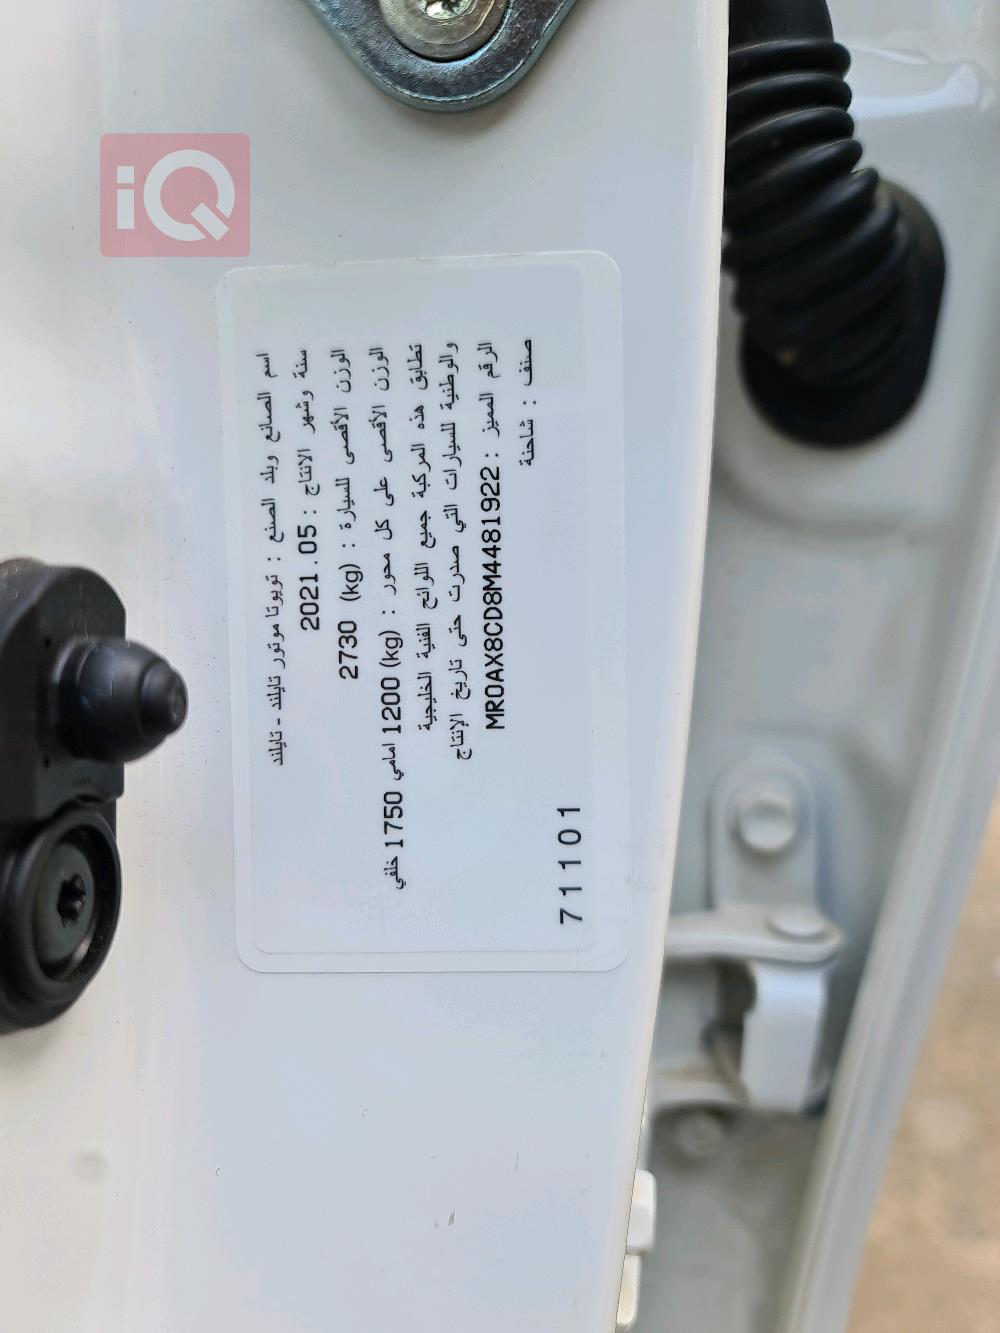 iQ
اسم الصانع وبلد الصنع : تويوتا موتور تايلند - تايلند
سنة وشهر الانتاج : 2021.05
الوزن الأقصى للسيارة : (kg) 2730
الوزن الأقصى على كل محور : (kg) 1200 امامي 1750 خلفي
تطابق هذه المركبة جميع اللوائح الفنية الخليجية
والوطنية للسيارات التي صدرت حتى تاريخ الإنتاج
الرقم المميز : MR0AX8CD8M4481922
صنف : شاحنة
71101